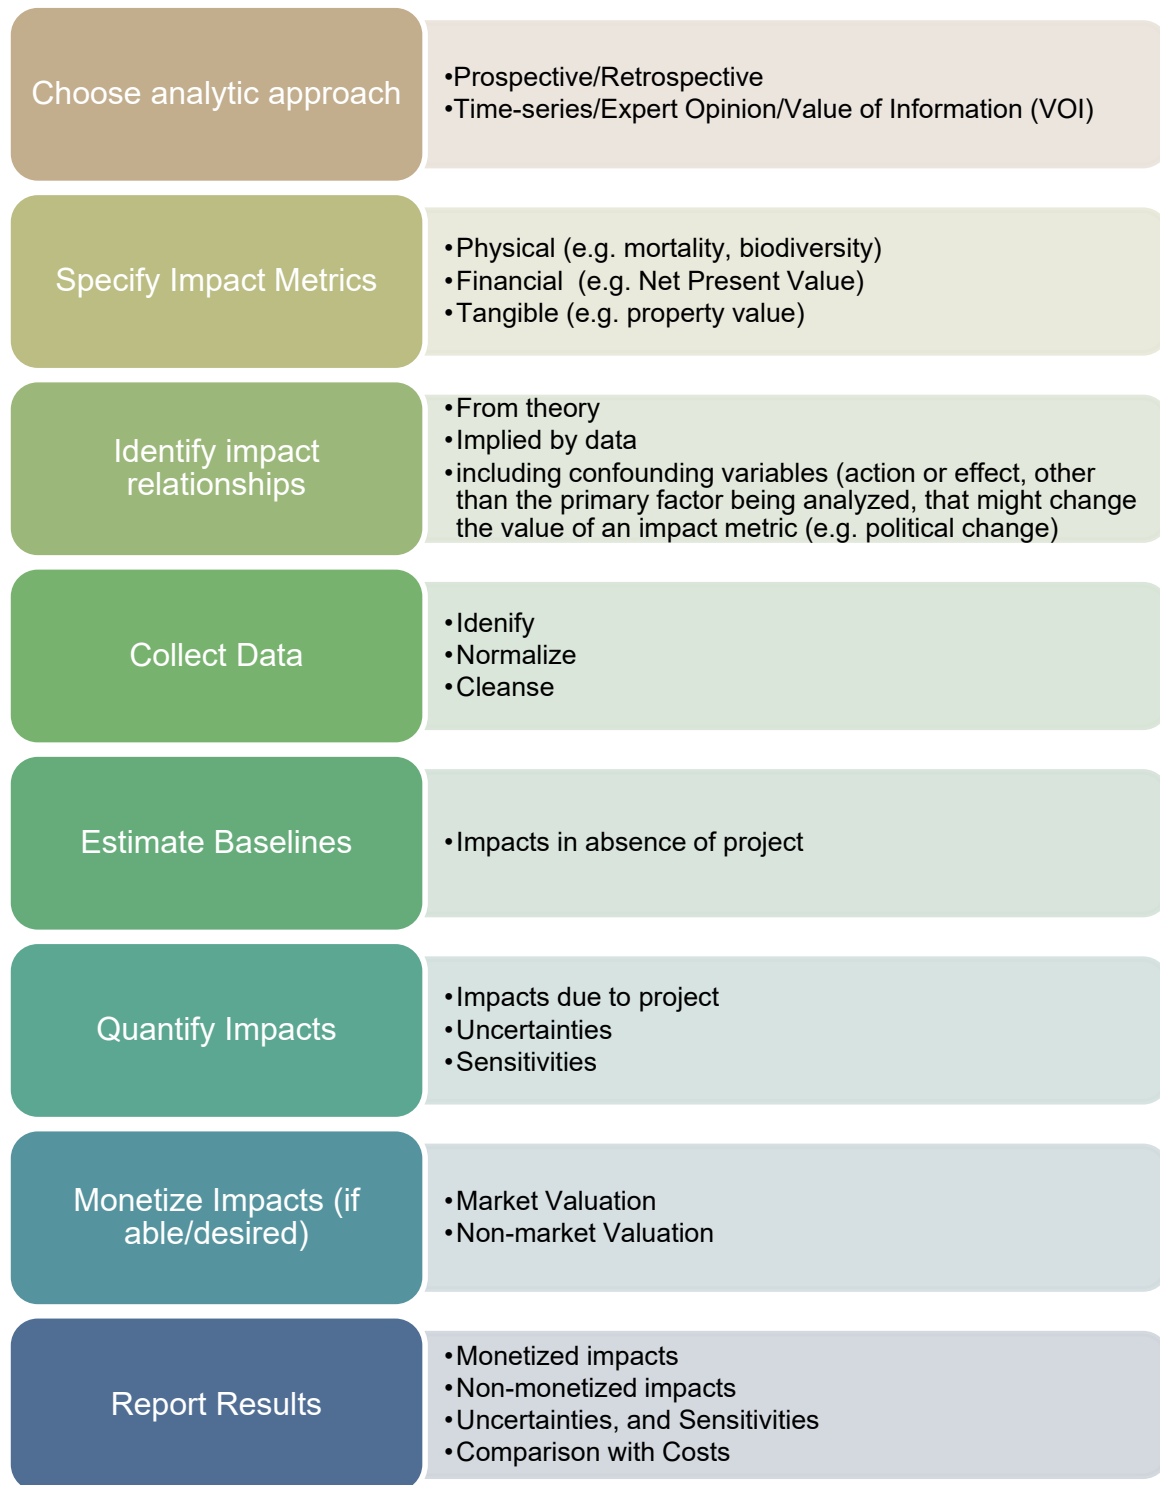 Choose analytic approach
•Prospective/Retrospective
•Time-series/Expert Opinion/Value of Information (VOI)
Specify Impact Metrics
•Physical (e.g. mortality, biodiversity)
•Financial  (e.g. Net Present Value)
•Tangible (e.g. property value)
Identify impact
relationships
•From theory
•Implied by data
•including confounding variables (action or effect, other
than the primary factor being analyzed, that might change
the value of an impact metric (e.g. political change)
Collect Data
•Idenify
•Normalize
•Cleanse
Estimate Baselines
•Impacts in absence of project
Quantify Impacts
•Impacts due to project
•Uncertainties
•Sensitivities
Monetize Impacts (if
able/desired)
•Market Valuation
•Non-market Valuation
Report Results
•Monetized impacts
•Non-monetized impacts
•Uncertainties, and Sensitivities
•Comparison with Costs